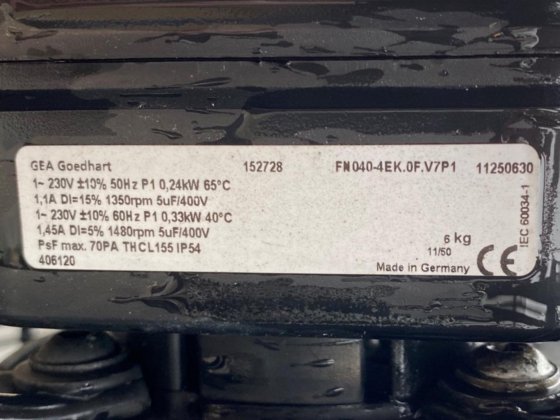 GEA Goedhart 152728 FN040-4EK.0F.V7P1 11250630
1~ 230V ±10% 50Hz P1 0,24kW 65°C
1,1A DI=15% 1350rpm 5uF/400V
1~ 230V ±10% 60Hz P1 0,33kW 40°C
1,45A DI=5% 1480rpm 5uF/400V
PsF max. 70PA THCL155 IP54
406120
6 kg
11/50
Made in Germany CE
IEC 60034-1